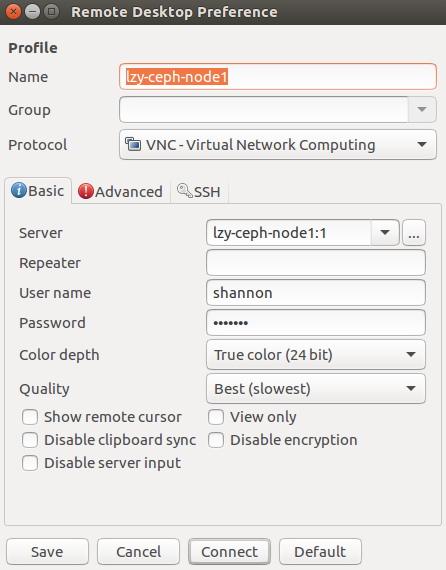 Remote Desktop Preference
Profile
Name lzy-ceph-node1
Group
Protocol VNC - Virtual Network Computing
Basic Advanced SSH
Server lzy-ceph-node1:1 ...
Repeater
User name shannon
Password •••••••
Color depth True color (24 bit)
Quality Best (slowest)
Show remote cursor View only
Disable clipboard sync Disable encryption
Disable server input
Save Cancel Connect Default